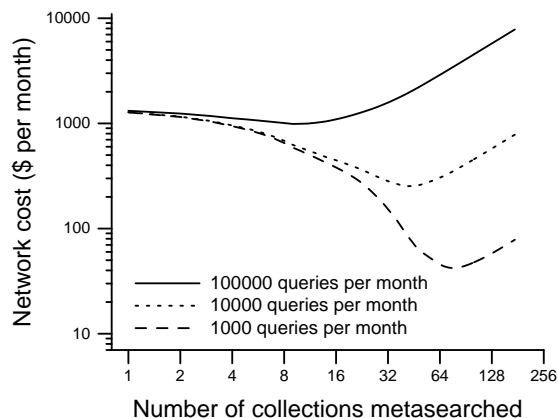 Network cost ($ per month)
10000
1000
100
10
100000 queries per month
10000 queries per month
1000 queries per month
1 2 4 8 16 32 64 128 256
Number of collections metasearched